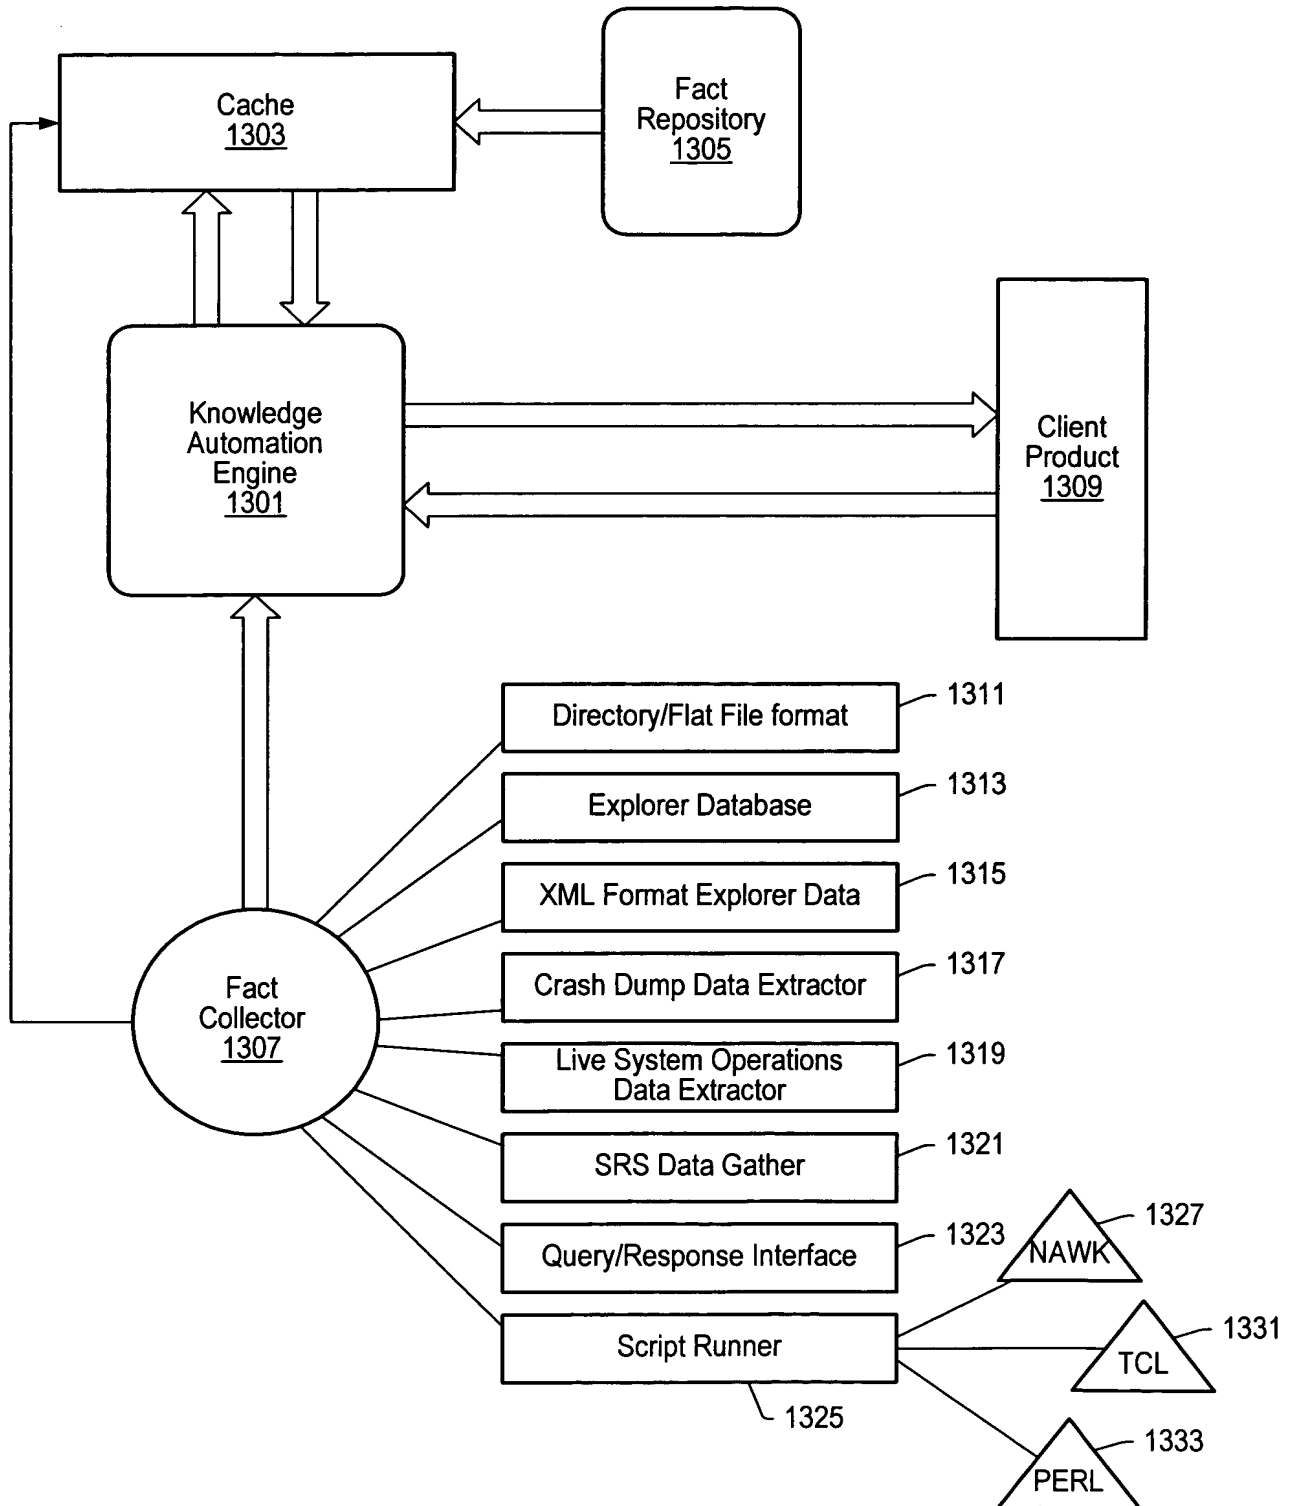 Cache
1303
Fact
Repository
1305
Knowledge
Automation
Engine
1301
Client
Product
1309
Directory/Flat File format
1311
Explorer Database
1313
XML Format Explorer Data
1315
Crash Dump Data Extractor
1317
Fact
Collector
1307
Live System Operations
Data Extractor
1319
SRS Data Gather
1321
Query/Response Interface
1323
Script Runner
1325
NAWK
1327
TCL
1331
PERL
1333